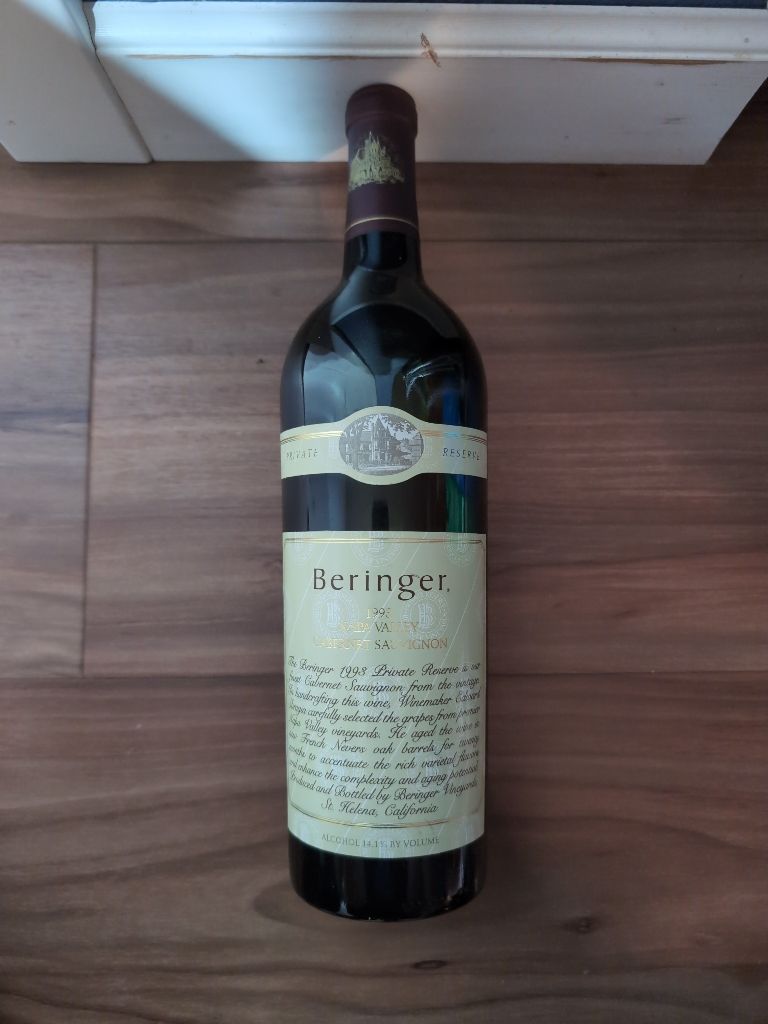 PRIVATE RESERVE
Beringer.
1998
NAPA VALLEY
CABERNET SAUVIGNON
The Beringer 1998 Private Reserve is our
finest Cabernet Sauvignon from the vintage.
In handcrafting this wine, Winemaker Edward
Sbragia carefully selected the grapes from premier
Napa Valley vineyards. He aged the wine in
new French Nevers oak barrels for twenty
months to accentuate the rich varietal flavors
and enhance the complexity and aging potential.
Produced and Bottled by Beringer Vineyards,
St. Helena, California
ALCOHOL 14.1% BY VOLUME